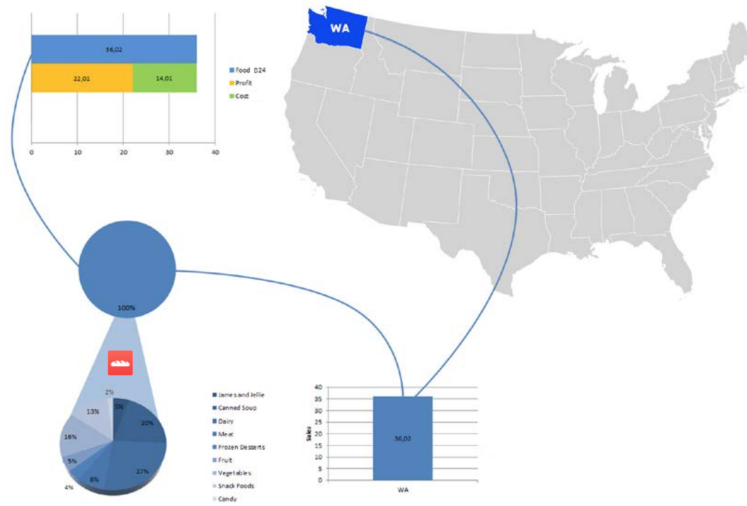 WA
36,02
22,01
14,01
0
10
20
30
40
Food D24
Profit
Cost
100%
2%
5%
20%
27%
8%
4%
5%
16%
13%
James and Jellie
Canned Soup
Dairy
Meat
Frozen Desserts
Fruit
Vegetables
Snack Foods
Candy
40
35
30
25
20
15
10
5
0
Sales
36,02
WA